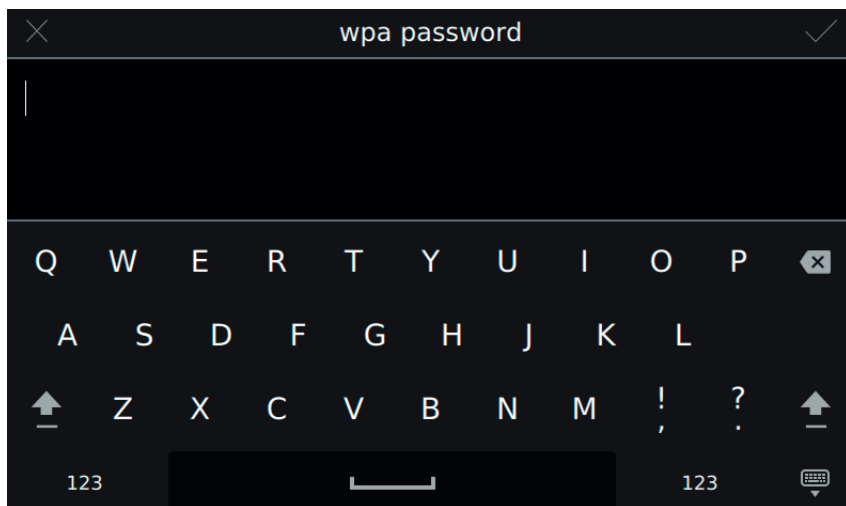 wpa password
Q W E R T Y U I O P
A S D F G H J K L
Z X C V B N M ! ?
, .
123 123